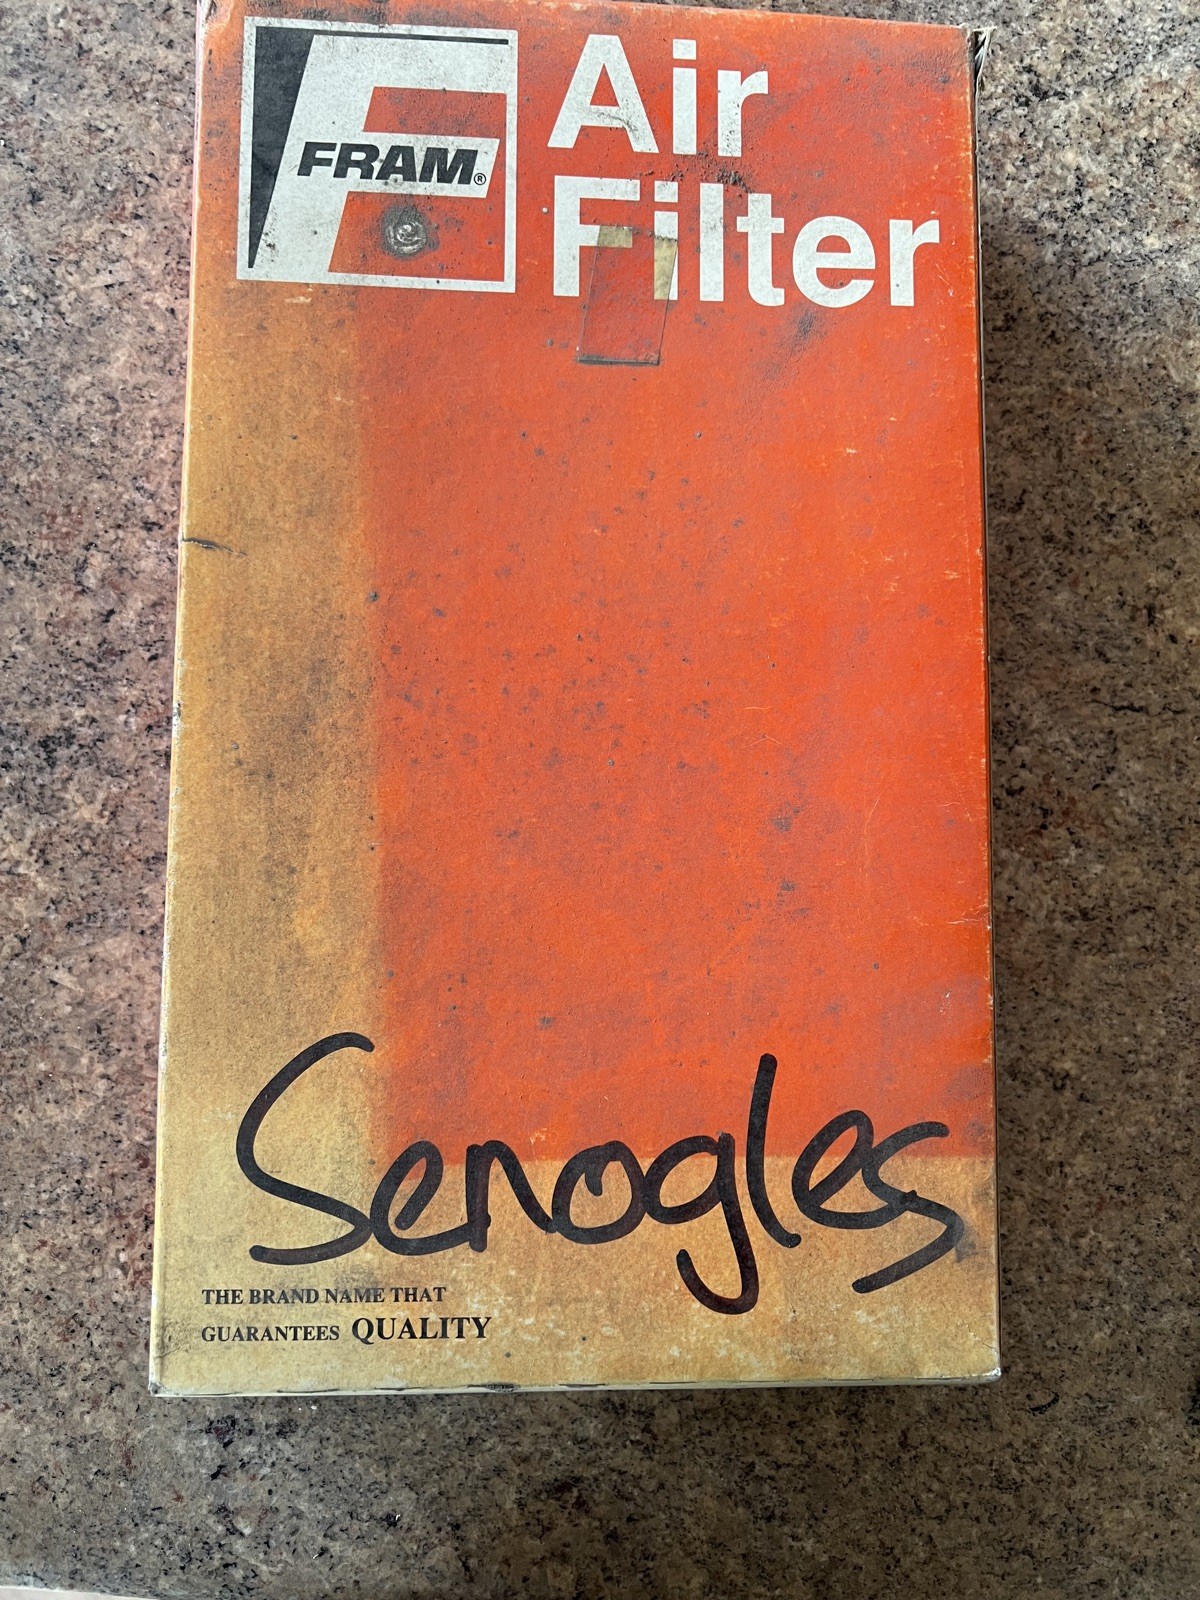 FRAM®
Air
Filter
Senogles
THE BRAND NAME THAT
GUARANTEES QUALITY